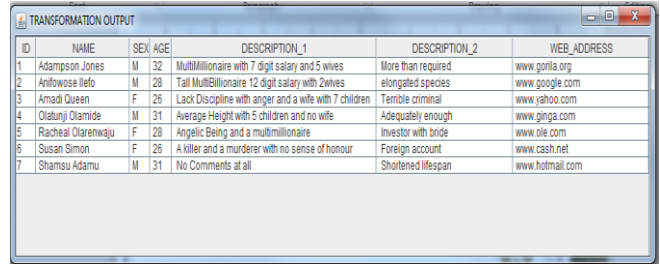 TRANSFORMATION OUTPUT
ID NAME SEX AGE DESCRIPTION_1 DESCRIPTION_2 WEB_ADDRESS
1 Adampson Jones M 32 MultiMillionaire with 7 digit salary and 5 wives More than required www.gorila.org
2 Anifowose Ilefo M 28 Tall MultiBillionaire 12 digit salary with 2wives elongated species www.google.com
3 Amadi Queen F 26 Lack Discipline with anger and a wife with 7 children Terrible criminal www.yahoo.com
4 Olatunji Olamide M 31 Average Height with 5 children and no wife Adequately enough www.ginga.com
5 Racheal Olarenwaju F 28 Angelic Being and a multimillionaire Investor with bride www.ole.com
6 Susan Simon F 26 A killer and a murderer with no sense of honour Foreign account www.cash.net
7 Shamsu Adamu M 31 No Comments at all Shortened lifespan www.hotmail.com